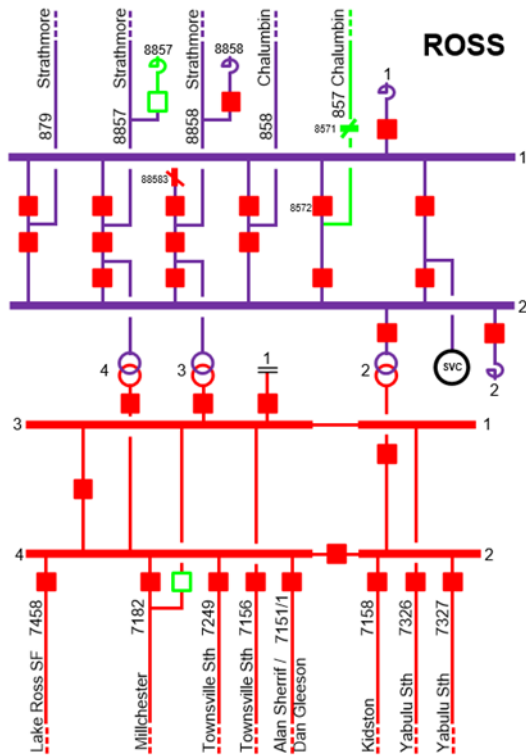 ROSS
Strathmore
879
Strathmore
8857
8857
Strathmore
8858
8858
Chalumbin
858
857 Chalumbin
8571
1
1
88583
8572
2
4
3
1
2
SVC
2
3
1
4
2
Lake Ross SF
7458
Millchester
7182
Townsville Sth
7249
Townsville Sth
7156
Alan Sherrif /
Dan Gleeson
7151/1
Kidston
7158
Yabulu Sth
7326
Yabulu Sth
7327